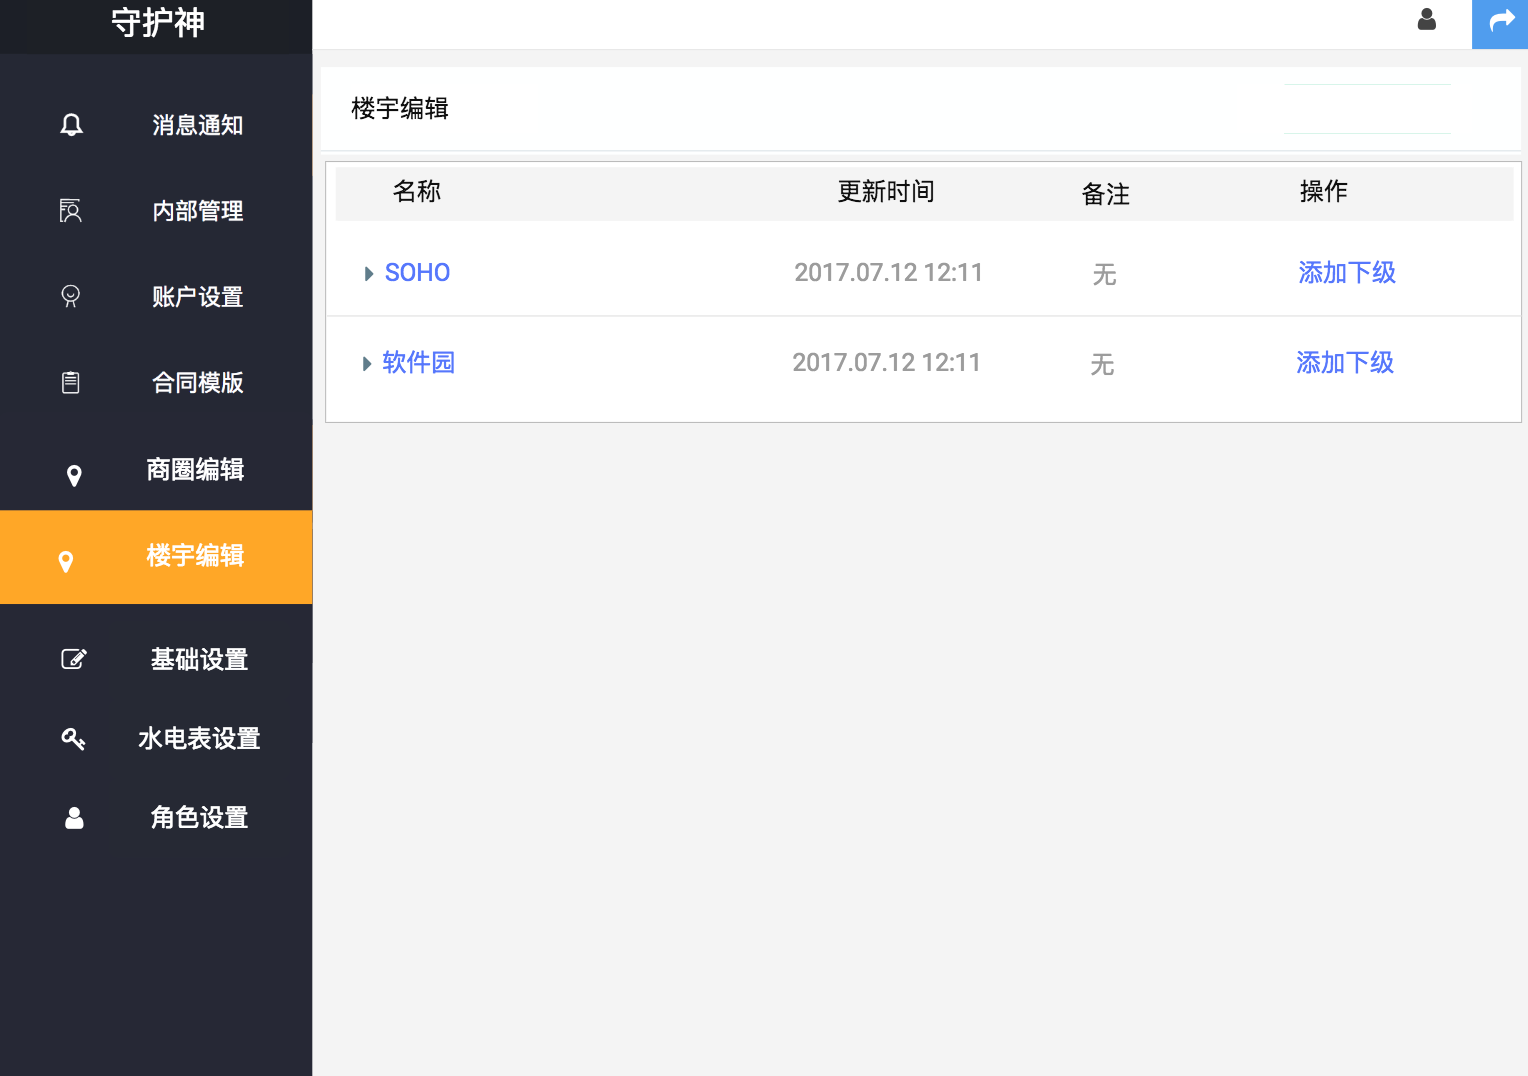 守护神
消息通知
内部管理
账户设置
合同模版
商圈编辑
楼宇编辑
基础设置
水电表设置
角色设置
楼宇编辑
名称 更新时间 备注 操作
SOHO 2017.07.12 12:11 无 添加下级
软件园 2017.07.12 12:11 无 添加下级